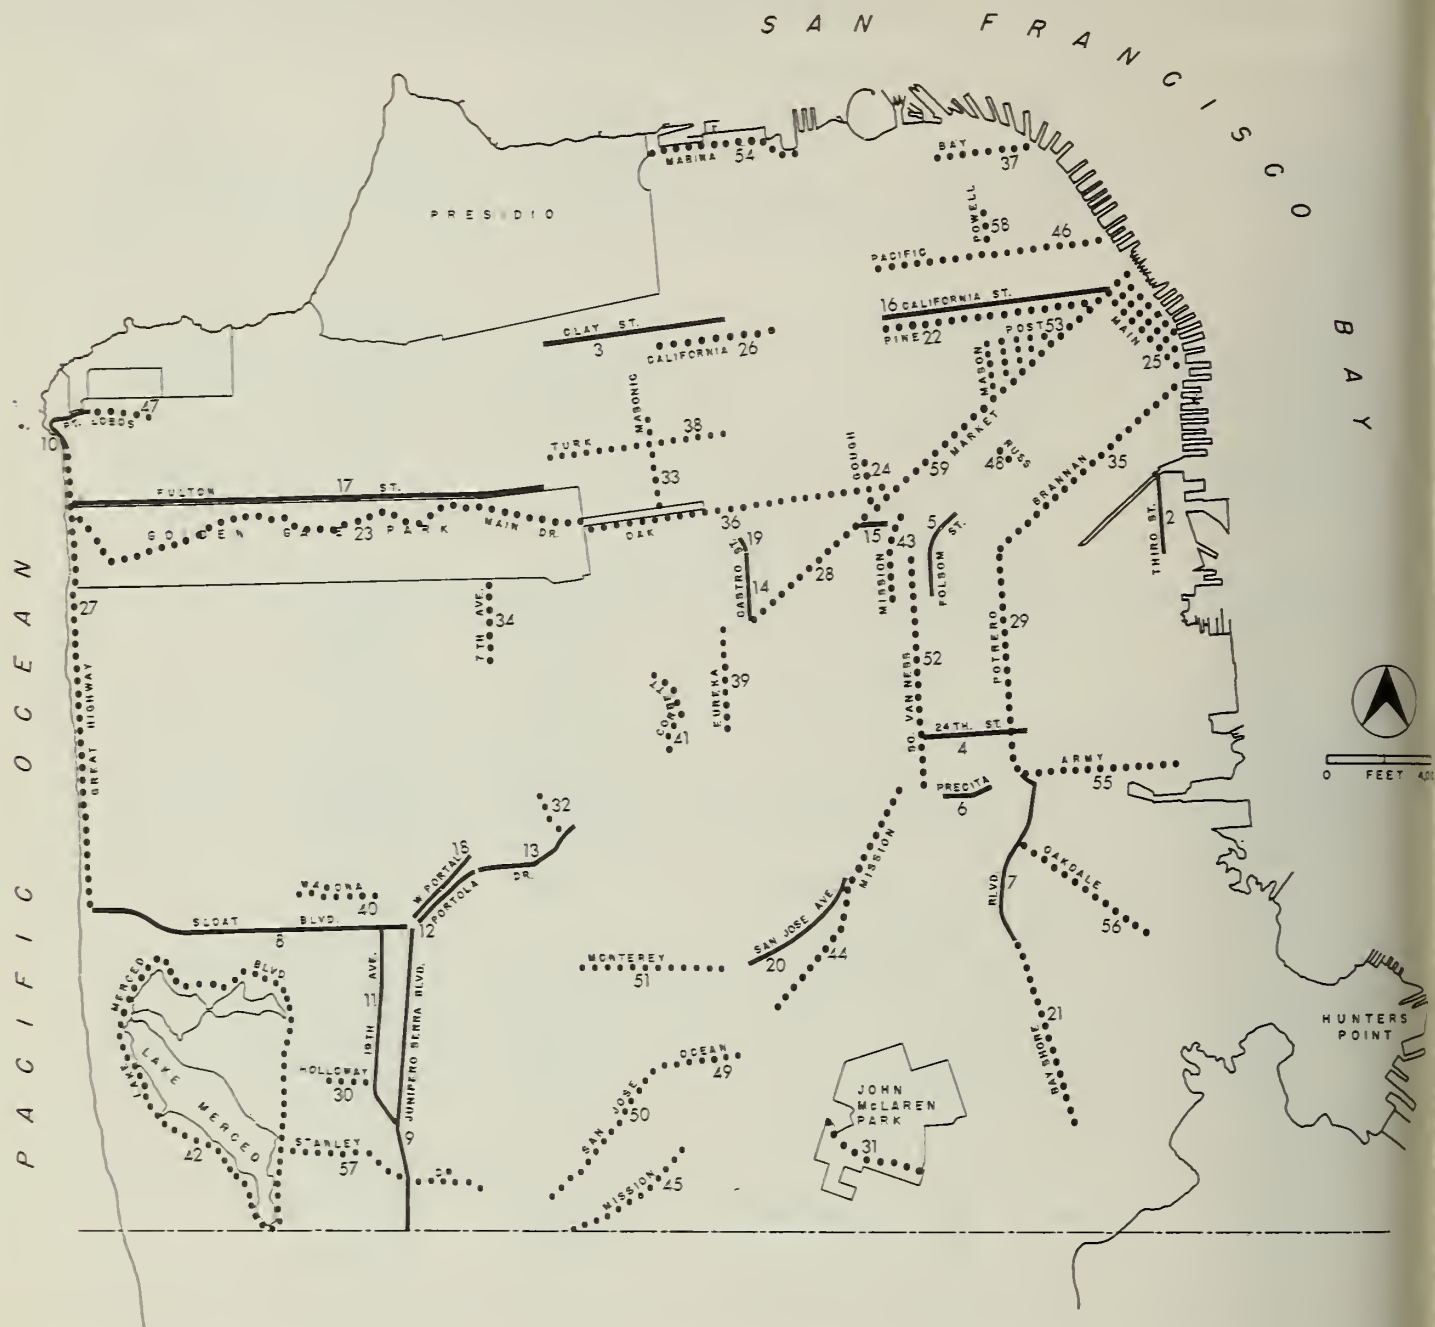 SAN FRANCISCO BAY
PACIFIC OCEAN
PRESIDIO
MARINA 54
BAY
37
POWELL
58
PACIFIC 46
16 CALIFORNIA ST.
PINE 22
POST 53
MASON
MAIN
25
CLAY ST.
3
CALIFORNIA 26
MASONIC
33
TURK 38
PT. LOBOS
47
10
FULTON 17 ST.
GOLDEN GATE PARK
23
MAIN DR.
OAK
36
GOUGH
24
59
MARKET
48 RUSS
BRANNAN 35
THIRD ST.
2
5
FOLSOM ST.
15
43
MISSION
19
CASTRO ST.
14
28
27
GREAT HIGHWAY
7TH AVE.
34
EUREKA
39
CORBETT
41
SO VAN NESS
52
POTRERO
29
24TH. ST.
4
ARMY
55
PRECITA
6
0 FEET
MISSION
44
SAN JOSE AVE.
20
BLVD
7
OAKDALE
56
21
BAY SHORE
32
13
18
W PORTAL
PORTOLA DR.
12
WAWONA
40
SLOAT BLVD.
8
19TH AVE.
11
JUNIPERO SERRA BLVD.
9
MONTEREY
51
LAKE MERCED BLVD
LAKE MERCED
42
HOLLOWAY
30
STANLEY
57
OCEAN
49
SAN JOSE
50
MISSION 45
JOHN
McLAREN
PARK
31
HUNTERS
POINT